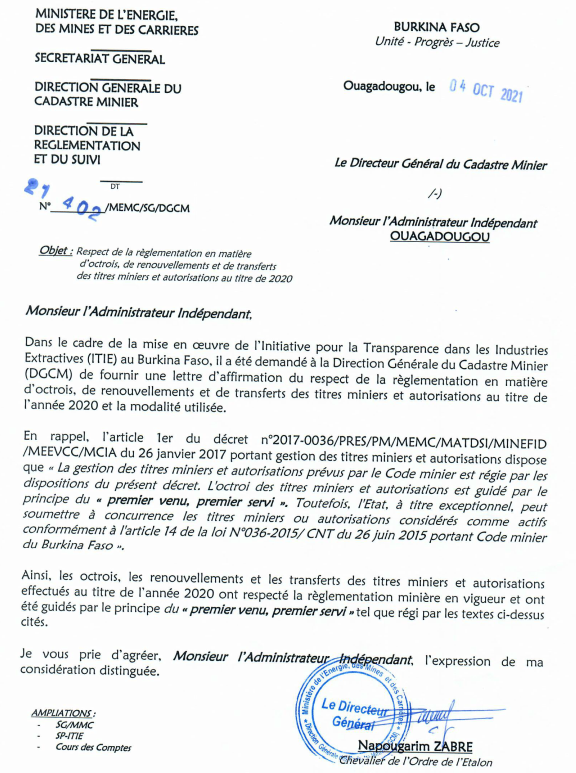 MINISTERE DE L'ENERGIE,
DES MINES ET DES CARRIERES
SECRETARIAT GENERAL
DIRECTION GENERALE DU
CADASTRE MINIER
DIRECTION DE LA
REGLEMENTATION
ET DU SUIVI
DT
21
N° 402/MEMC/SG/DGCM
BURKINA FASO
Unité - Progrès – Justice
Ouagadougou, le 04 OCT 2021
Le Directeur Général du Cadastre Minier
/-)
Monsieur l'Administrateur Indépendant
OUAGADOUGOU
Objet : Respect de la règlementation en matière
d'octrois, de renouvellements et de transferts
des titres miniers et autorisations au titre de 2020
Monsieur l'Administrateur Indépendant,
Dans le cadre de la mise en œuvre de l'Initiative pour la Transparence dans les Industries
Extractives (ITIE) au Burkina Faso, il a été demandé à la Direction Générale du Cadastre Minier
(DGCM) de fournir une lettre d'affirmation du respect de la règlementation en matière
d'octrois, de renouvellements et de transferts des titres miniers et autorisations au titre de
l'année 2020 et la modalité utilisée.
En rappel, l'article 1er du décret n°2017-0036/PRES/PM/MEMC/MATDSI/MINEFID
/MEEVCC/MCIA du 26 janvier 2017 portant gestion des titres miniers et autorisations dispose
que « La gestion des titres miniers et autorisations prévus par le Code minier est régie par les
dispositions du présent décret. L'octroi des titres miniers et autorisations est guidé par le
principe du « premier venu, premier servi ». Toutefois, l'Etat, à titre exceptionnel, peut
soumettre à concurrence les titres miniers ou autorisations considérés comme actifs
conformément à l'article 14 de la loi N°036-2015/ CNT du 26 juin 2015 portant Code minier
du Burkina Faso ».
Ainsi, les octrois, les renouvellements et les transferts des titres miniers et autorisations
effectués au titre de l'année 2020 ont respecté la règlementation minière en vigueur et ont
été guidés par le principe du « premier venu, premier servi » tel que régi par les textes ci-dessus
cités.
Je vous prie d'agréer, Monsieur l'Administrateur Indépendant, l'expression de ma
considération distinguée.
Ministère de l'Energie, des Mines et des Carrières
Le Directeur
Général
Napougarim ZABRE
Chevalier de l'Ordre de l'Etalon
AMPLIATIONS :
- SG/MMC
- SP-ITIE
- Cour des Comptes